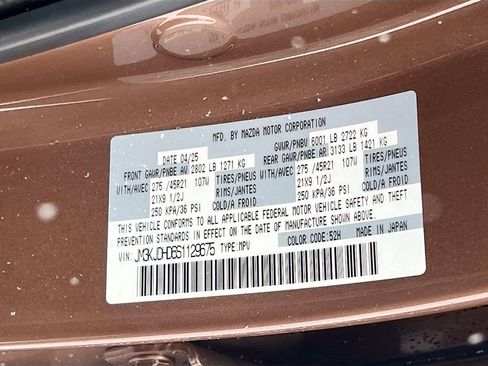 MFD. BY MAZDA MOTOR CORPORATION
DATE 04/25 GVWR/PNBV 6001 LB 2722 KG
FRONT GAWR/PNBE AV 2802 LB 1271 KG REAR GAWR/PNBE AR 3133 LB 1421 KG
WITH/AVEC 275 /45R21 107W TIRES/PNEUS WITH/AVEC 275 /45R21 107W TIRES/PNEUS
21X9 1/2J RIMS/JANTES 21X9 1/2J RIMS/JANTES
250 KPA/36 PSI COLD/A FROID 250 KPA/36 PSI COLD/A FROID
THIS VEHICLE CONFORMS TO ALL APPLICABLE FEDERAL MOTOR VEHICLE SAFETY AND THEFT
PREVENTION STANDARDS IN EFFECT ON THE DATE OF MANUFACTURE SHOWN ABOVE.
VIN: JM3KJDHD6S1129675 TYPE:MPV COLOR CODE:52H MADE IN JAPAN